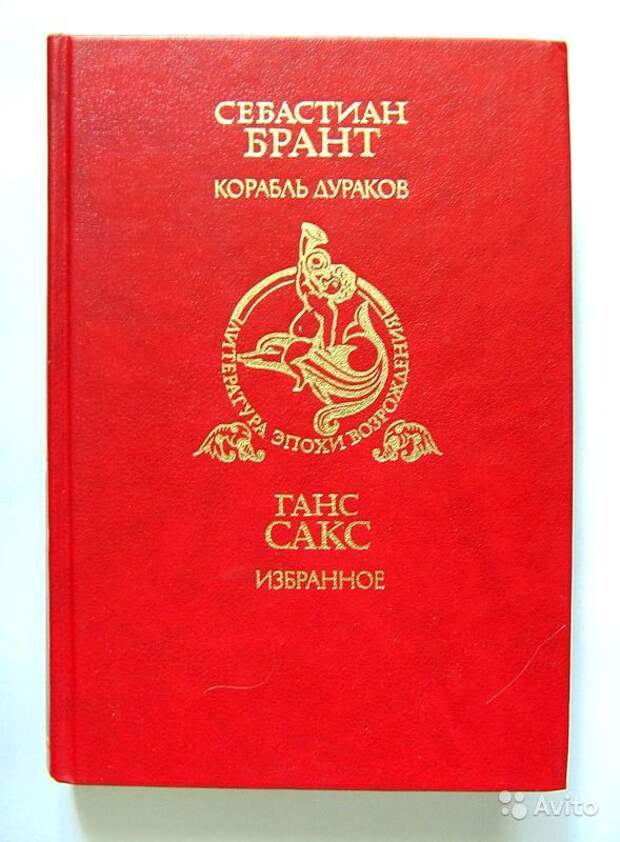 СЕБАСТИАН
БРАНТ
КОРАБЛЬ ДУРАКОВ
ЛИТЕРАТУРА ЭПОХИ ВОЗРОЖДЕНИЯ
ГАНС
САКС
ИЗБРАННОЕ
Avito